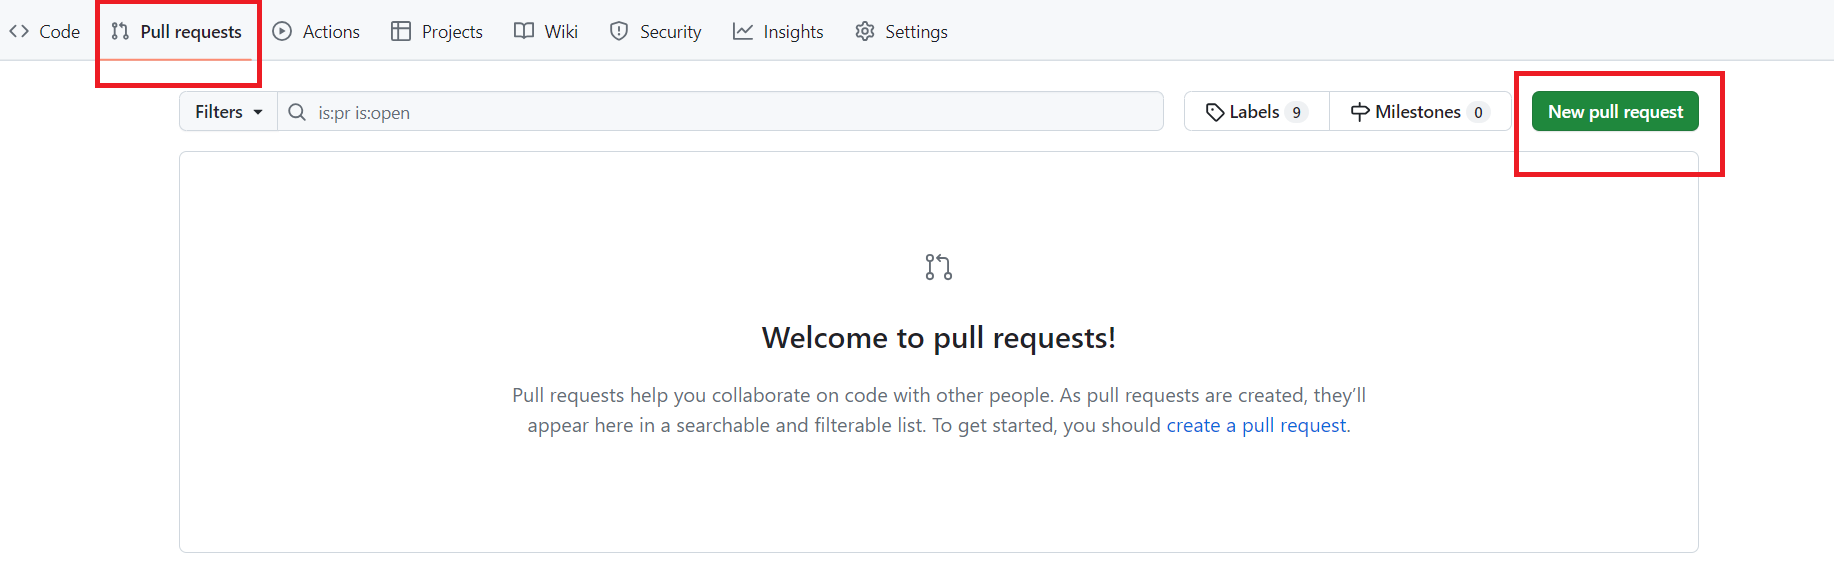 Code Pull requests Actions Projects Wiki Security Insights Settings
Filters is:pr is:open Labels 9 Milestones 0 New pull request
Welcome to pull requests!
Pull requests help you collaborate on code with other people. As pull requests are created, they’ll
appear here in a searchable and filterable list. To get started, you should create a pull request.